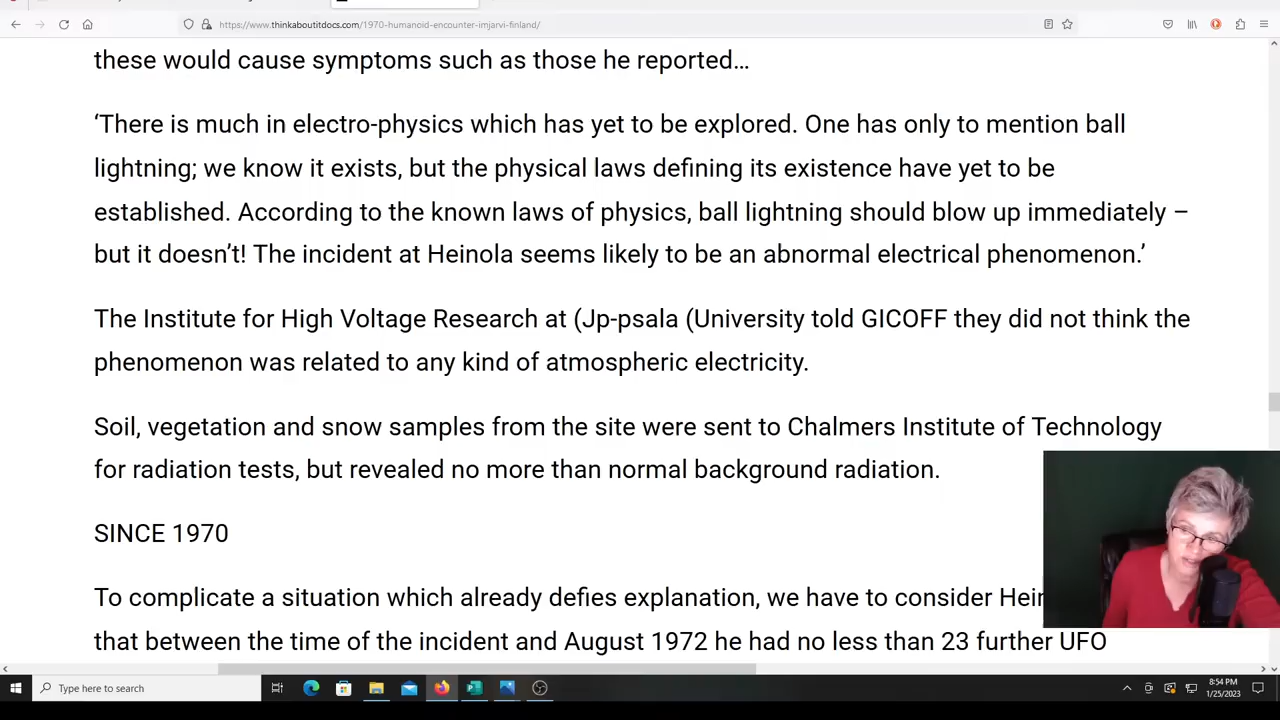 https://www.thinkaboutitdocs.com/1970-humanoid-encounter-imjarvi-finland/
these would cause symptoms such as those he reported…
‘There is much in electro-physics which has yet to be explored. One has only to mention ball
lightning; we know it exists, but the physical laws defining its existence have yet to be
established. According to the known laws of physics, ball lightning should blow up immediately –
but it doesn’t! The incident at Heinola seems likely to be an abnormal electrical phenomenon.’
The Institute for High Voltage Research at (Jp-psala (University told GICOFF they did not think the
phenomenon was related to any kind of atmospheric electricity.
Soil, vegetation and snow samples from the site were sent to Chalmers Institute of Technology
for radiation tests, but revealed no more than normal background radiation.
SINCE 1970
To complicate a situation which already defies explanation, we have to consider
that between the time of the incident and August 1972 he had no less than 23 further UFO
Type here to search
8:54 PM
1/25/2023